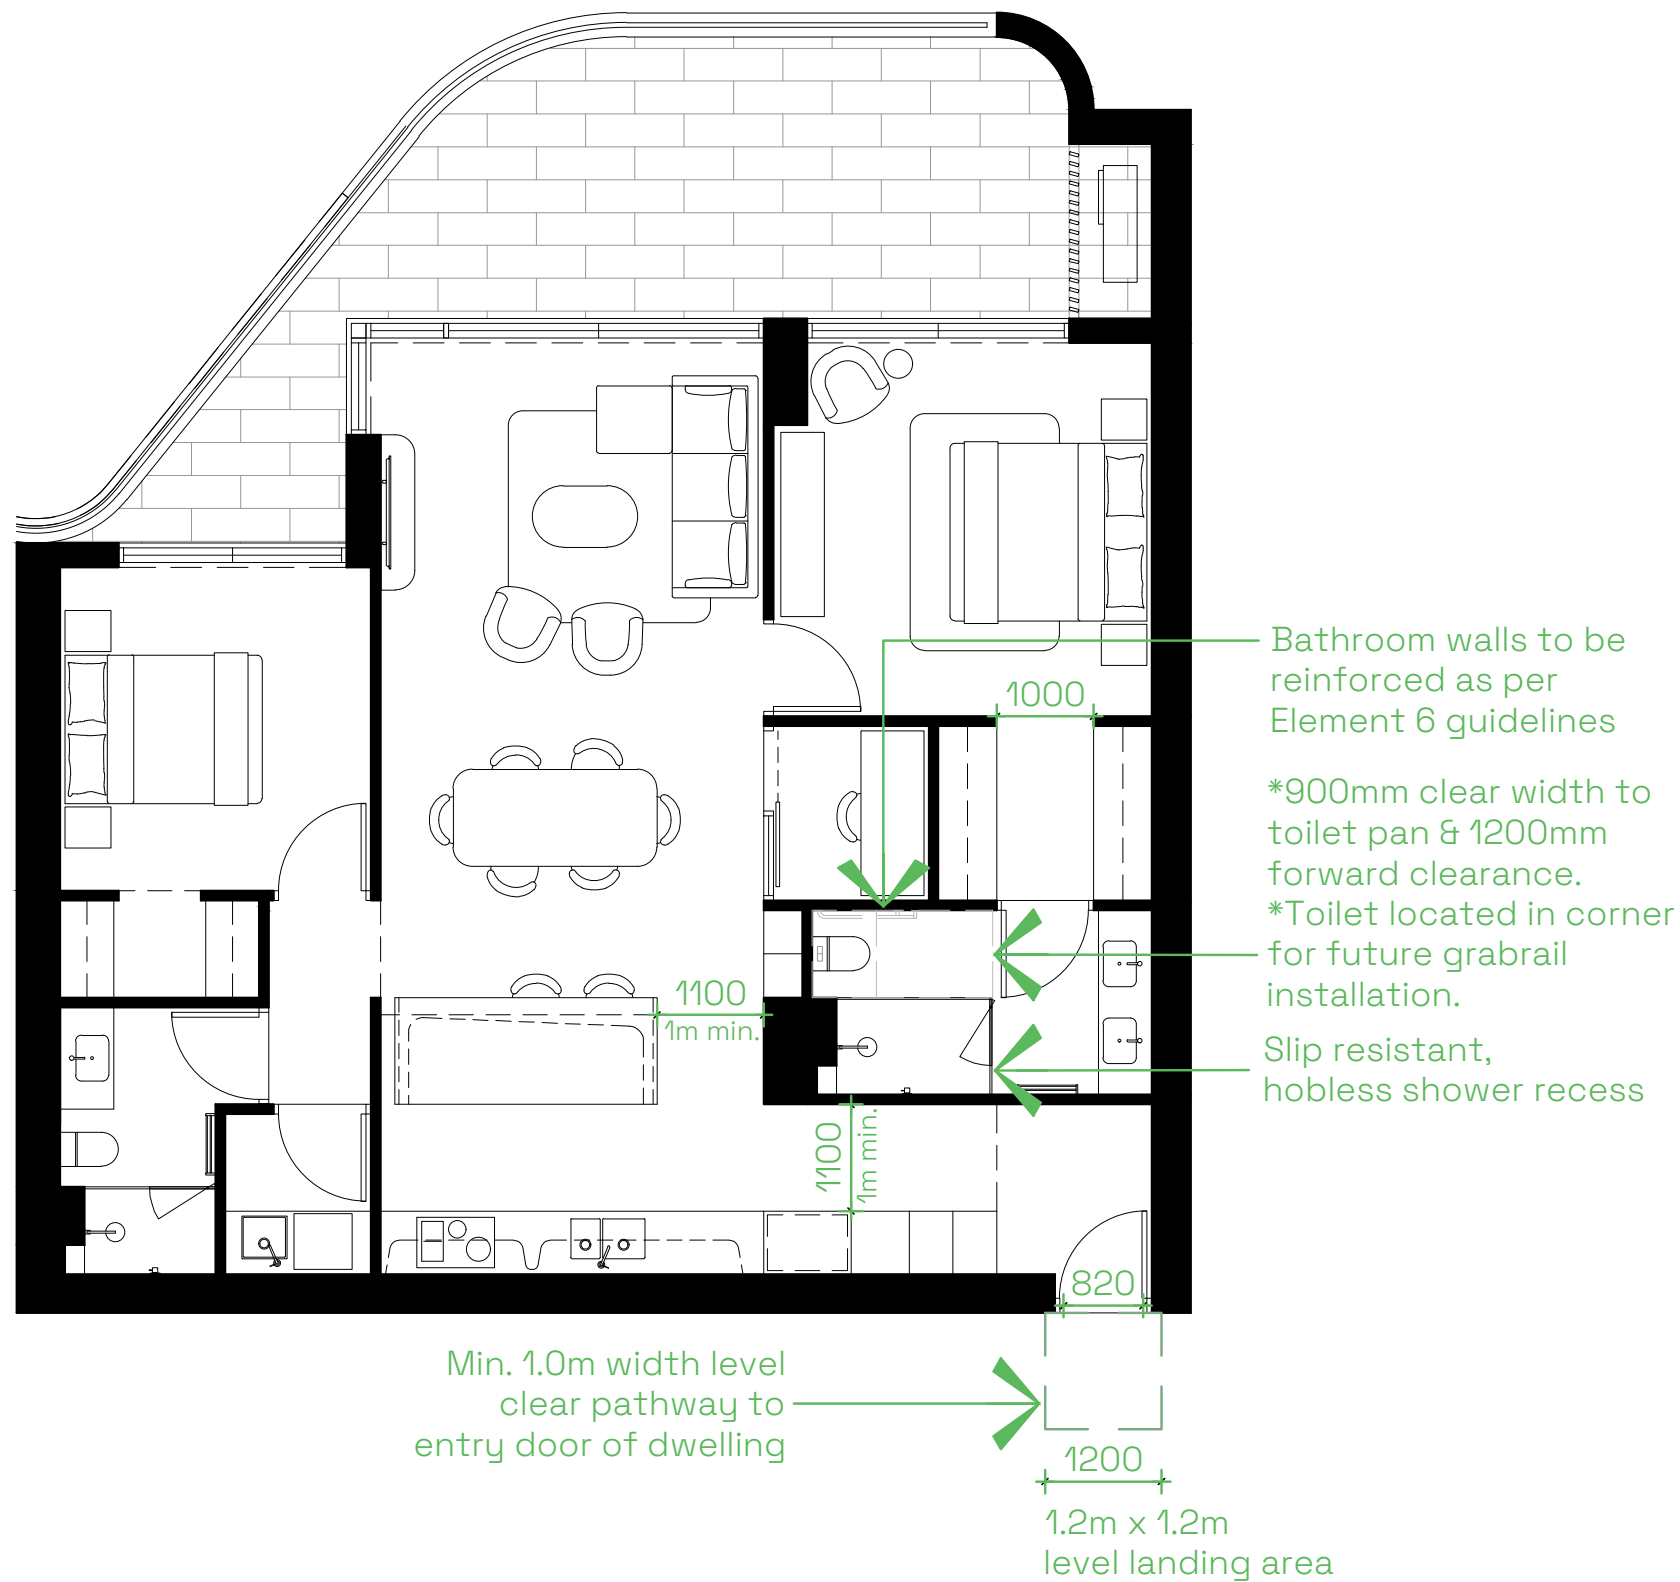 Bathroom walls to be
reinforced as per
Element 6 guidelines
1000
*900mm clear width to
toilet pan & 1200mm
forward clearance.
*Toilet located in corner
for future grabrail
installation.
1100
1m min.
Slip resistant,
hobless shower recess
1100
1m min.
820
Min. 1.0m width level
clear pathway to
entry door of dwelling
1200
1.2m x 1.2m
level landing area